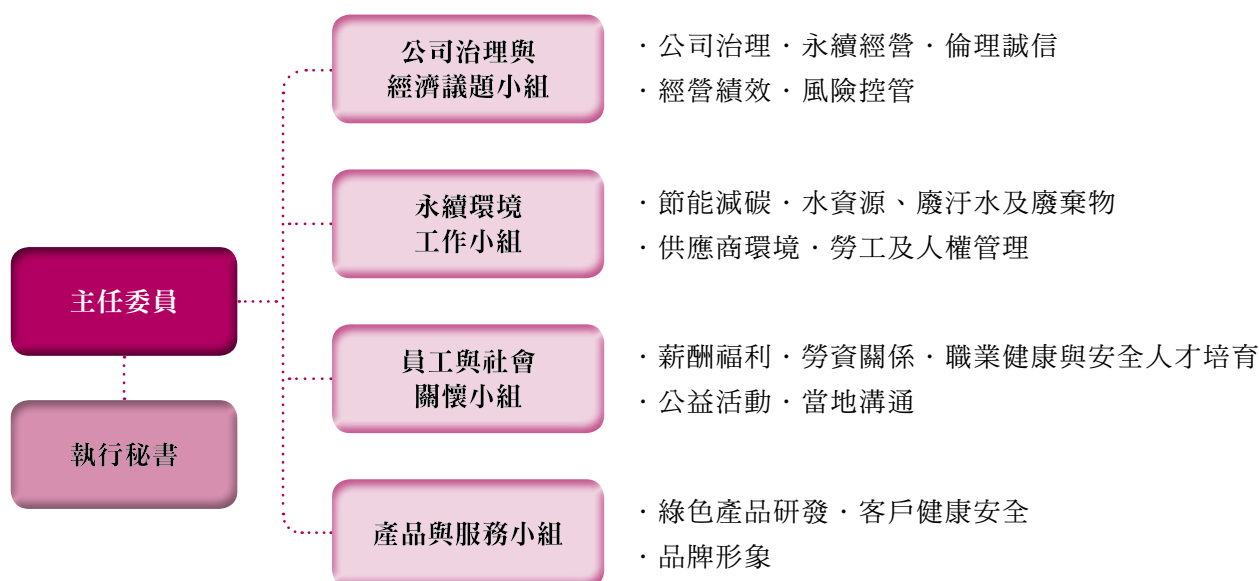 公司治理與
經濟議題小組
・公司治理・永續經營・倫理誠信
・經營績效・風險控管
永續環境
工作小組
・節能減碳・水資源、廢汙水及廢棄物
・供應商環境・勞工及人權管理
主任委員
員工與社會
關懷小組
・薪酬福利・勞資關係・職業健康與安全人才培育
・公益活動・當地溝通
執行秘書
產品與服務小組
・綠色產品研發・客戶健康安全
・品牌形象